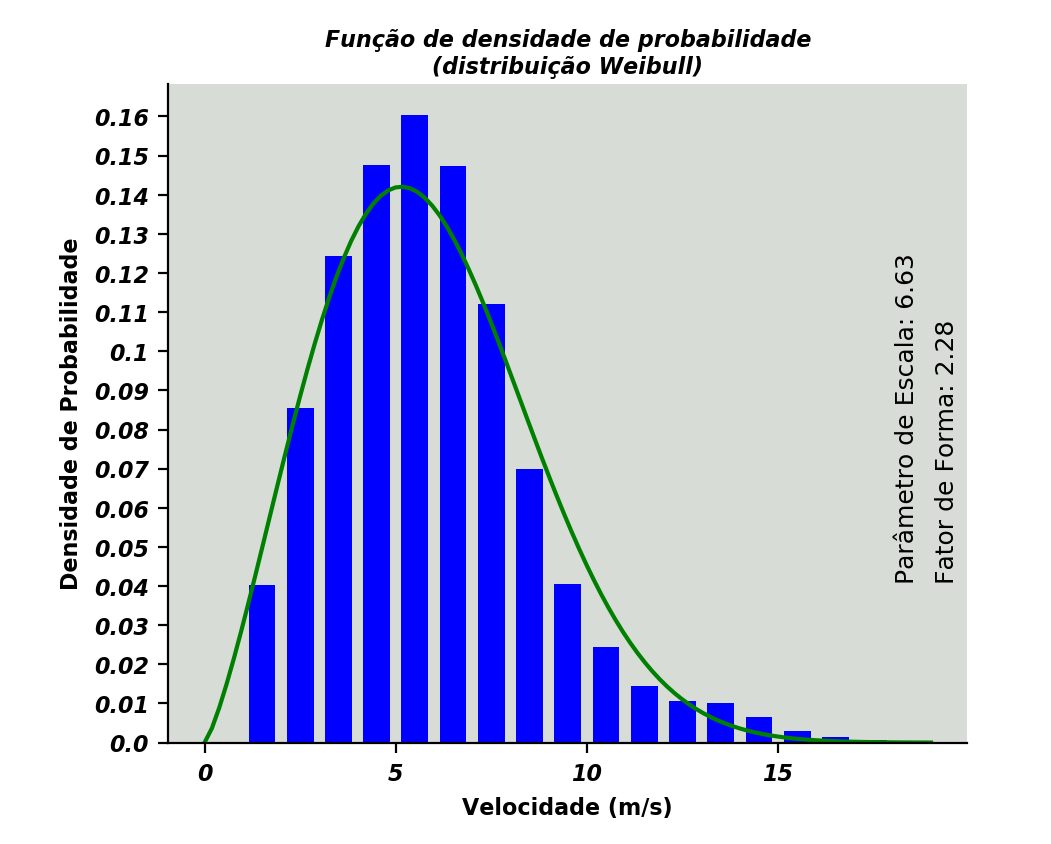 Função de densidade de probabilidade
(distribuição Weibull)
Densidade de Probabilidade
0.16
0.15
0.14
0.13
0.12
0.11
0.1
0.09
0.08
0.07
0.06
0.05
0.04
0.03
0.02
0.01
0.0
Parâmetro de Escala: 6.63
Fator de Forma: 2.28
0 5 10 15
Velocidade (m/s)